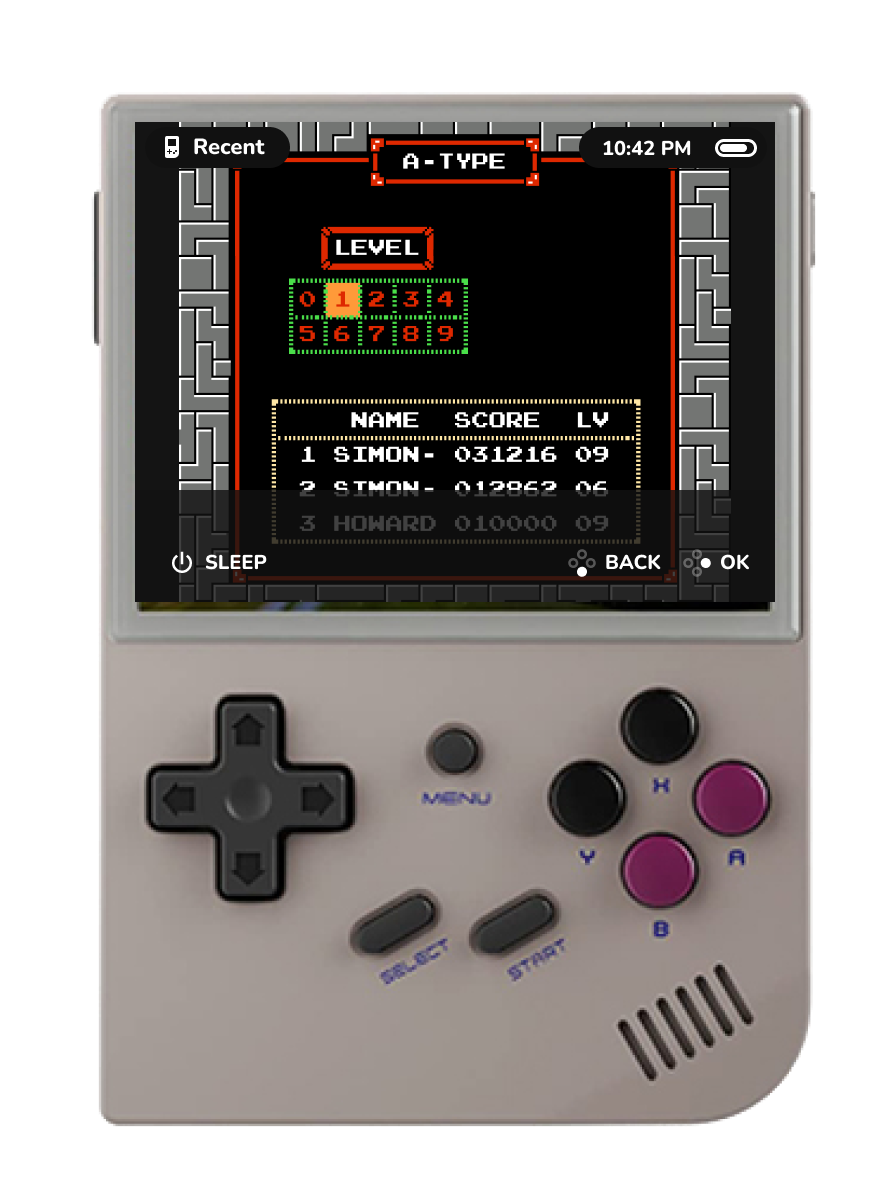 Recent
A-TYPE
10:42 PM
LEVEL
0 1 2 3 4
5 6 7 8 9
NAME SCORE LV
1 SIMON- 031216 09
2 SIMON- 012862 06
3 HOWARD 010000 09
SLEEP
BACK
OK
MENU
X
Y
A
B
SELECT
START